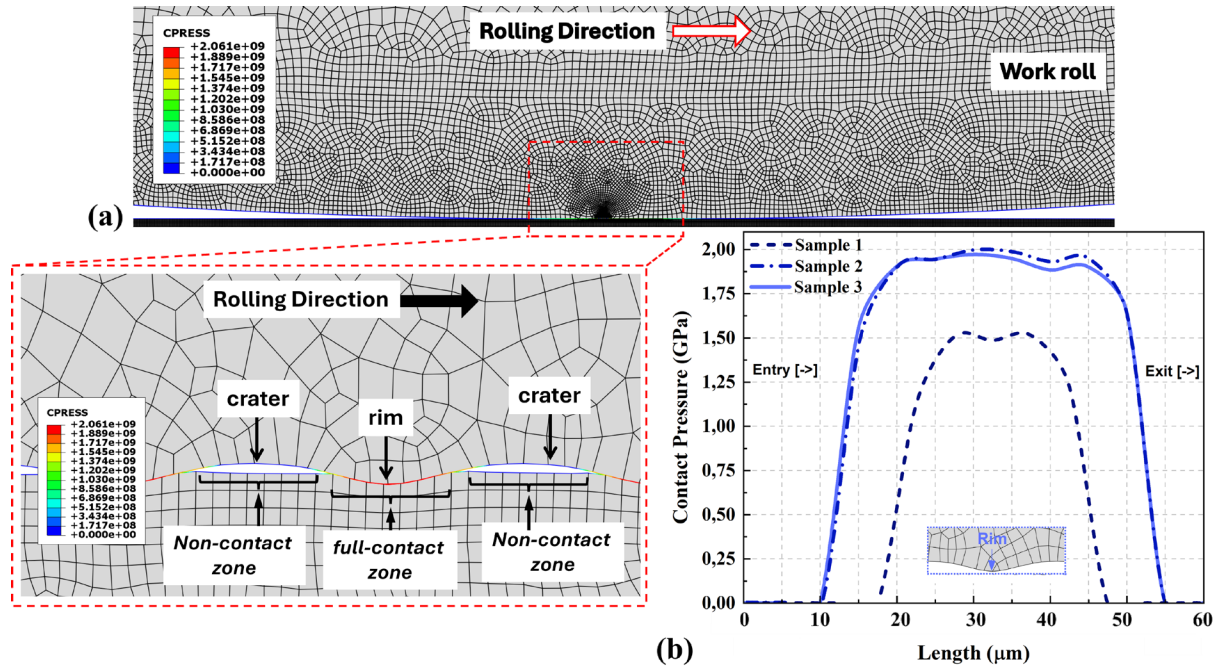 CPRESS
+2.061e+09
+1.889e+09
+1.717e+09
+1.545e+09
+1.374e+09
+1.202e+09
+1.030e+09
+8.586e+08
+6.869e+08
+5.152e+08
+3.434e+08
+1.717e+08
+0.000e+00
Rolling Direction
Work roll
(a)
Rolling Direction
crater
rim
crater
CPRESS
+2.061e+09
+1.889e+09
+1.717e+09
+1.545e+09
+1.374e+09
+1.202e+09
+1.030e+09
+8.586e+08
+6.869e+08
+5.152e+08
+3.434e+08
+1.717e+08
+0.000e+00
Non-contact
zone
full-contact
zone
Non-contact
zone
(b)
Contact Pressure (GPa)
2,00
1,75
1,50
1,25
1,00
0,75
0,50
0,25
0,00
Sample 1
Sample 2
Sample 3
Entry [->]
Exit [->]
Rim
0 10 20 30 40 50 60
Length (μm)